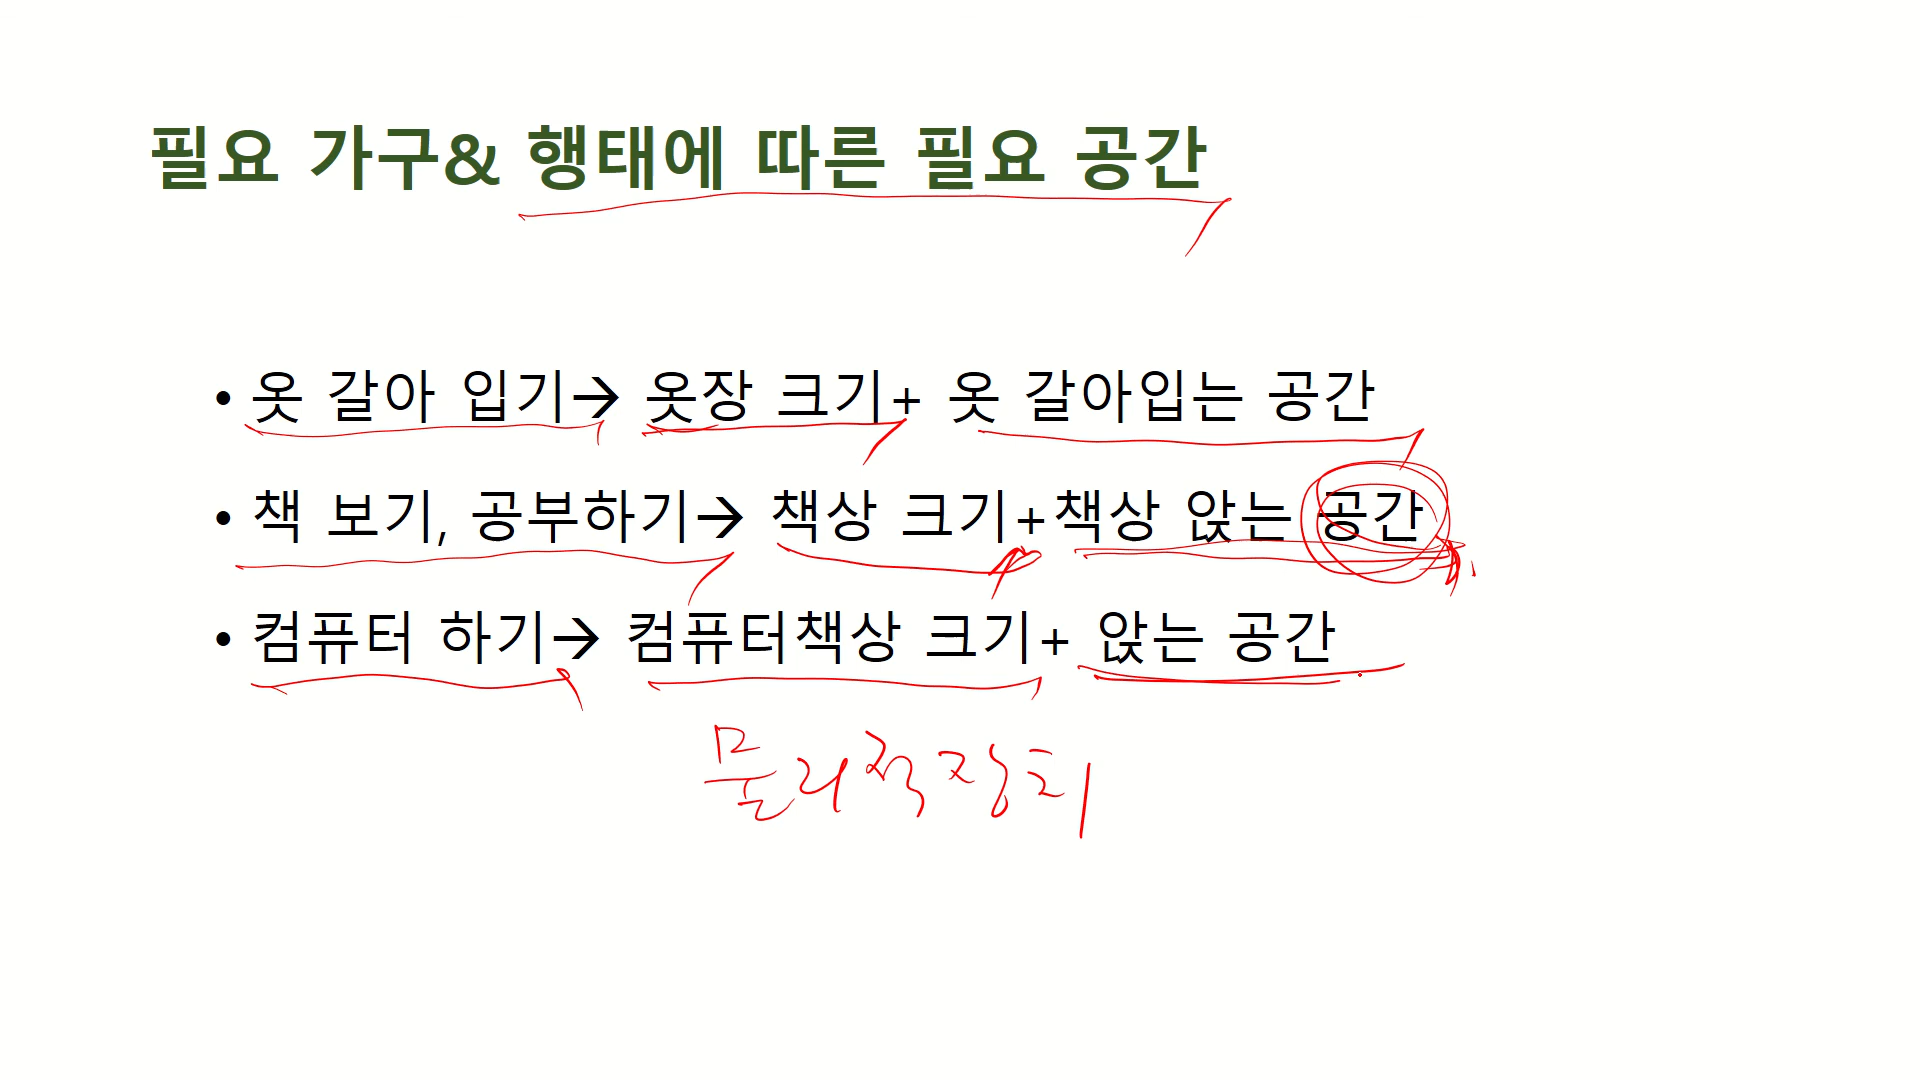 필요 가구& 행태에 따른 필요 공간
• 옷 갈아 입기→ 옷장 크기+ 옷 갈아입는 공간
• 책 보기, 공부하기→ 책상 크기+책상 앉는 공간
• 컴퓨터 하기→ 컴퓨터책상 크기+ 앉는 공간
물리적장치